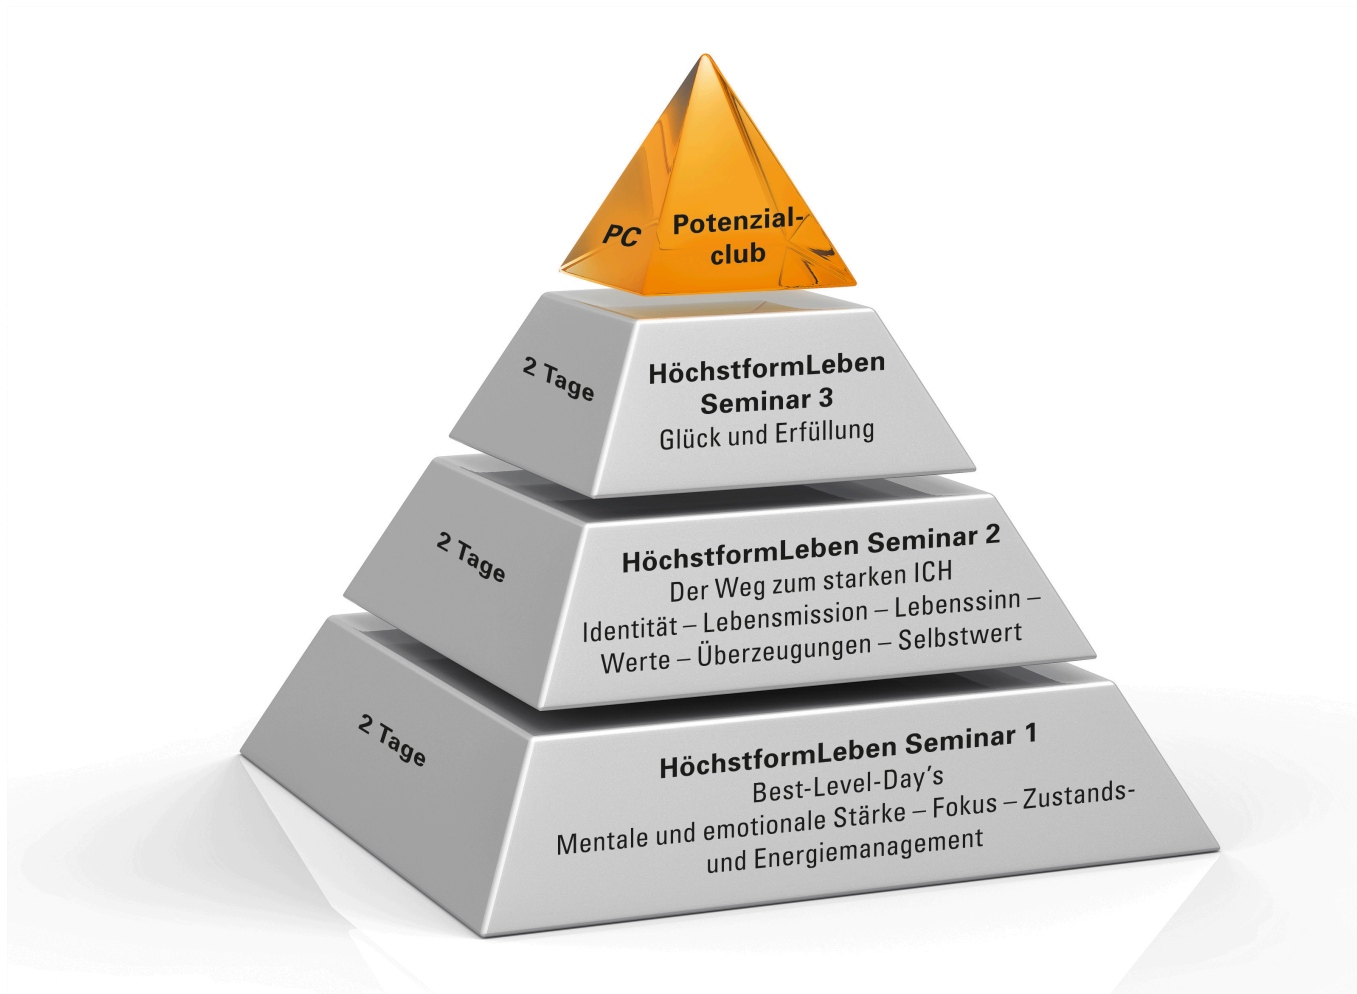 PC
Potenzial-
club
2 Tage
HöchstformLeben
Seminar 3
Glück und Erfüllung
2 Tage
HöchstformLeben Seminar 2
Der Weg zum starken ICH
Identität – Lebensmission – Lebenssinn –
Werte – Überzeugungen – Selbstwert
2 Tage
HöchstformLeben Seminar 1
Best-Level-Day’s
Mentale und emotionale Stärke – Fokus – Zustands-
und Energiemanagement